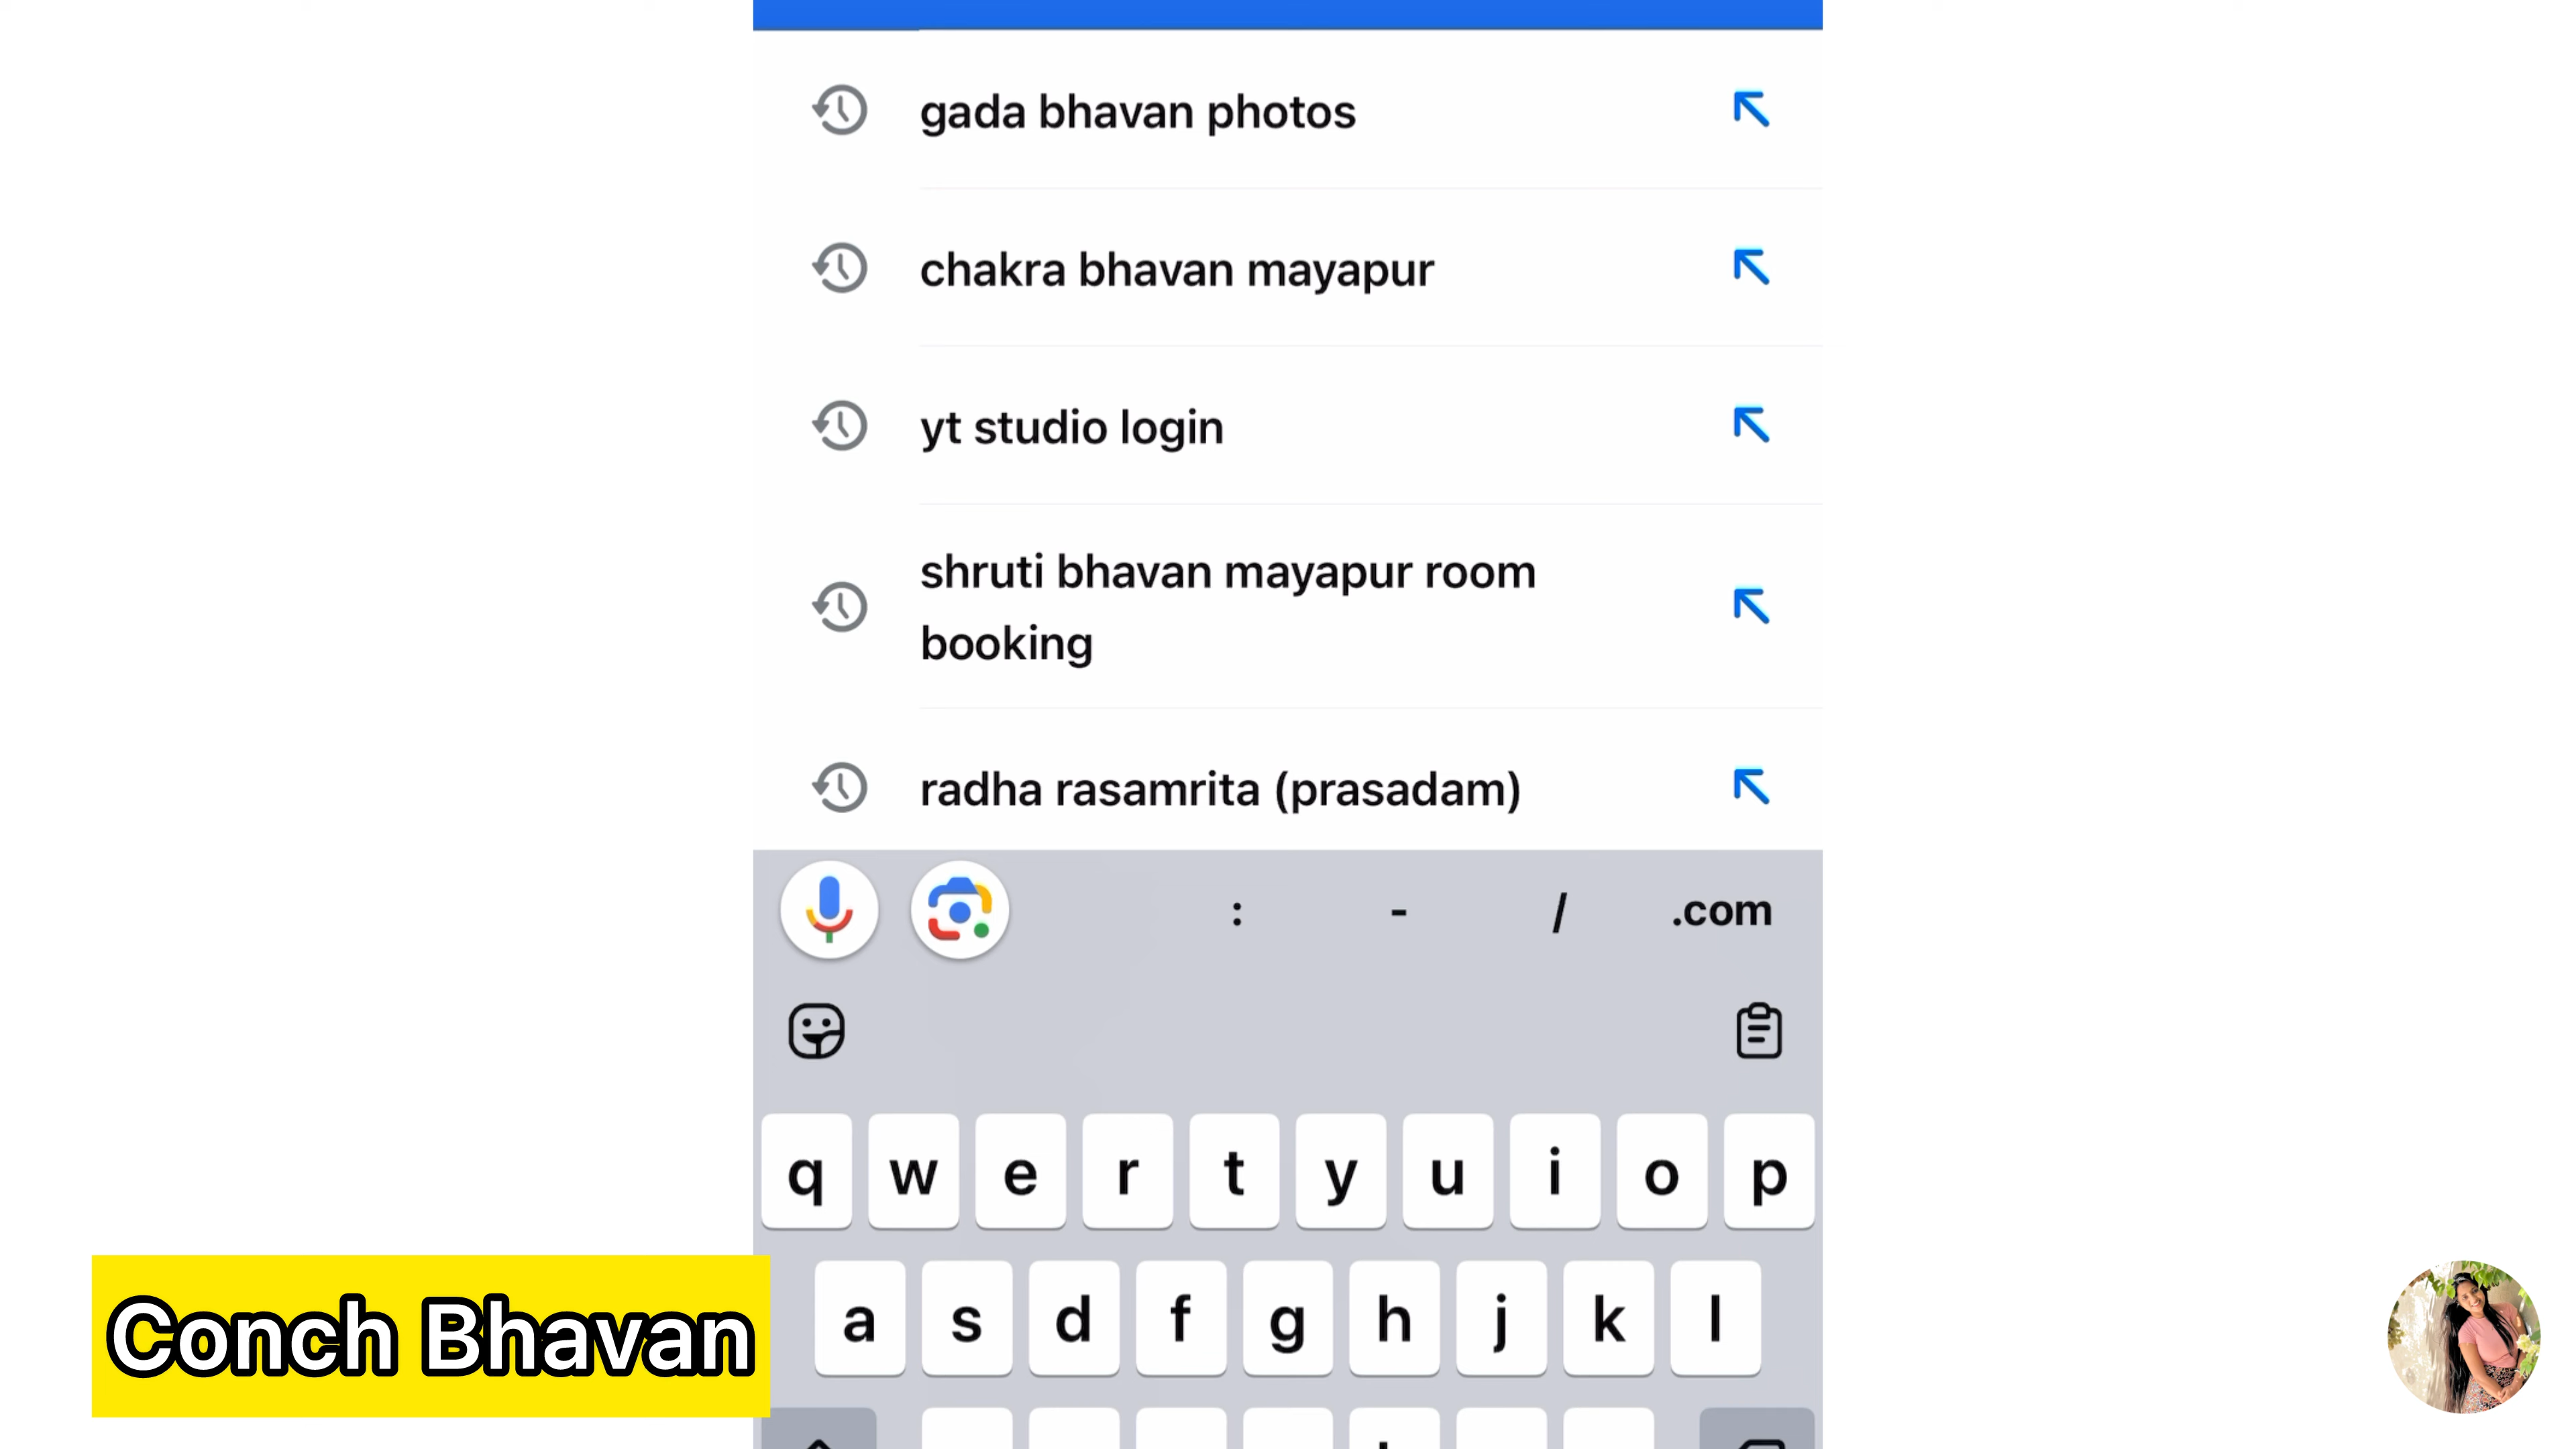 gada bhavan photos
chakra bhavan mayapur
yt studio login
shruti bhavan mayapur room
booking
radha rasamrita (prasadam)
: - / .com
q w e r t y u i o p
a s d f g h j k l
Conch Bhavan